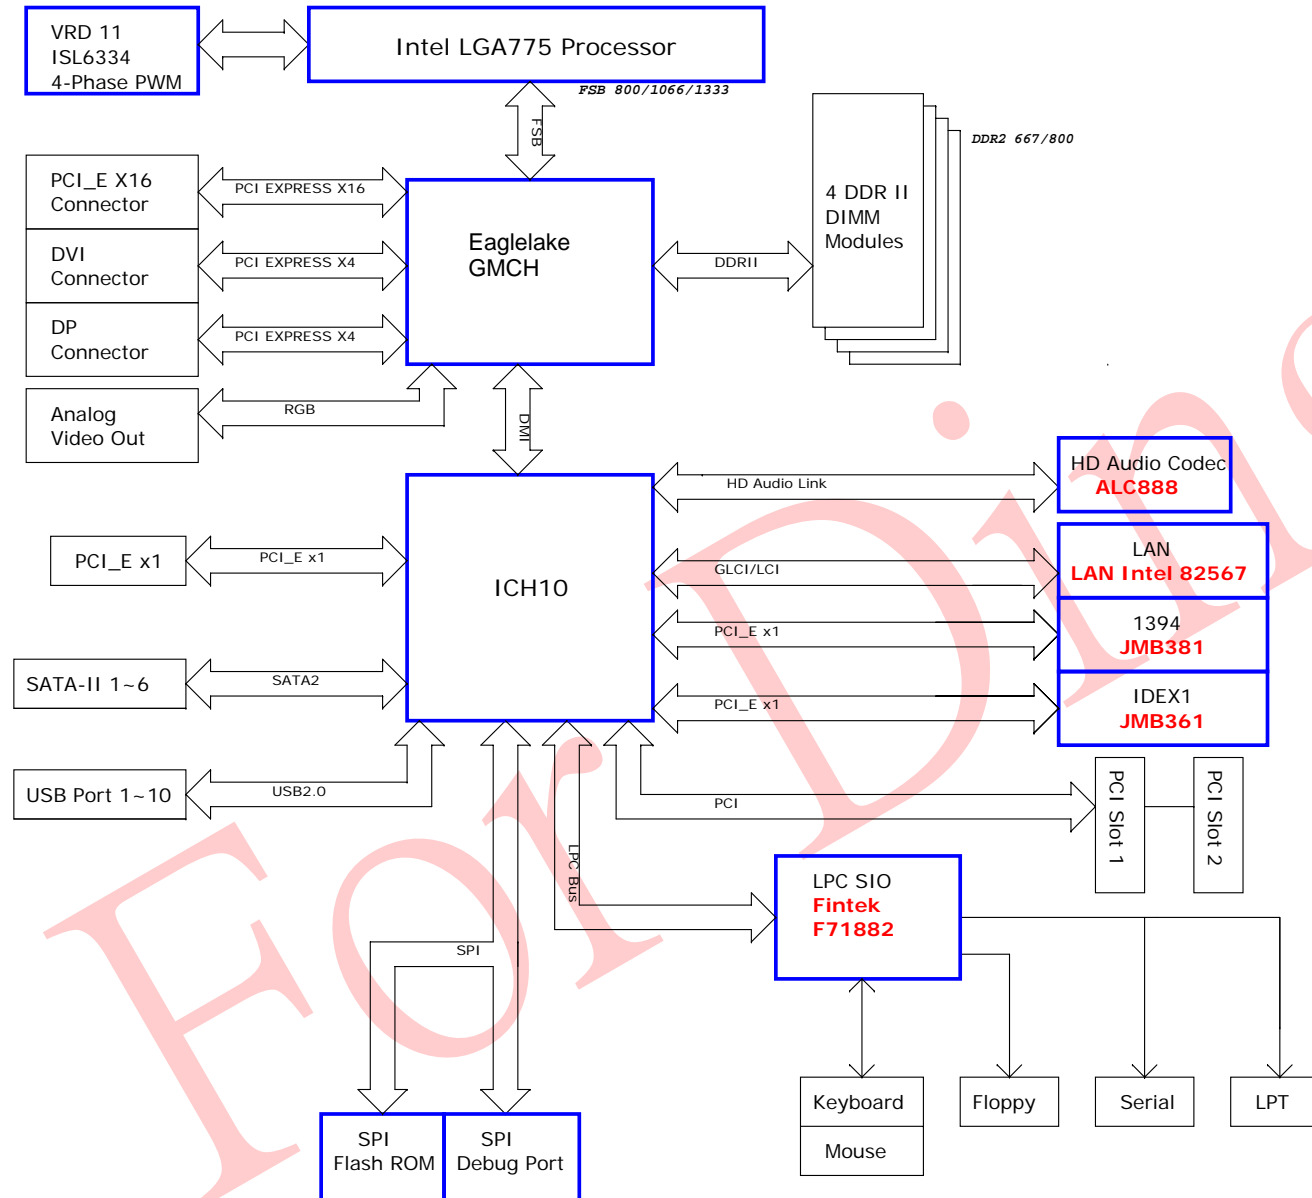 VRD 11
ISL6334
4-Phase PWM
Intel LGA775 Processor
FSB 800/1066/1333
FSB
DDR2 667/800
PCI_E X16
Connector
PCI EXPRESS X16
DVI
Connector
PCI EXPRESS X4
DP
Connector
PCI EXPRESS X4
Eaglelake
GMCH
DDRII
4 DDR II
DIMM
Modules
Analog
Video Out
RGB
DMI
HD Audio Link
HD Audio Codec
ALC888
PCI_E x1
PCI_E x1
ICH10
GLCI/LCI
LAN
LAN Intel 82567
PCI_E x1
1394
JMB381
SATA-II 1~6
SATA2
PCI_E x1
IDEX1
JMB361
USB Port 1~10
USB2.0
PCI
PCI Slot 1
PCI Slot 2
LPC Bus
LPC SIO
Fintek
F71882
SPI
Keyboard
Mouse
Floppy
Serial
LPT
SPI
Flash ROM
SPI
Debug Port
For Din